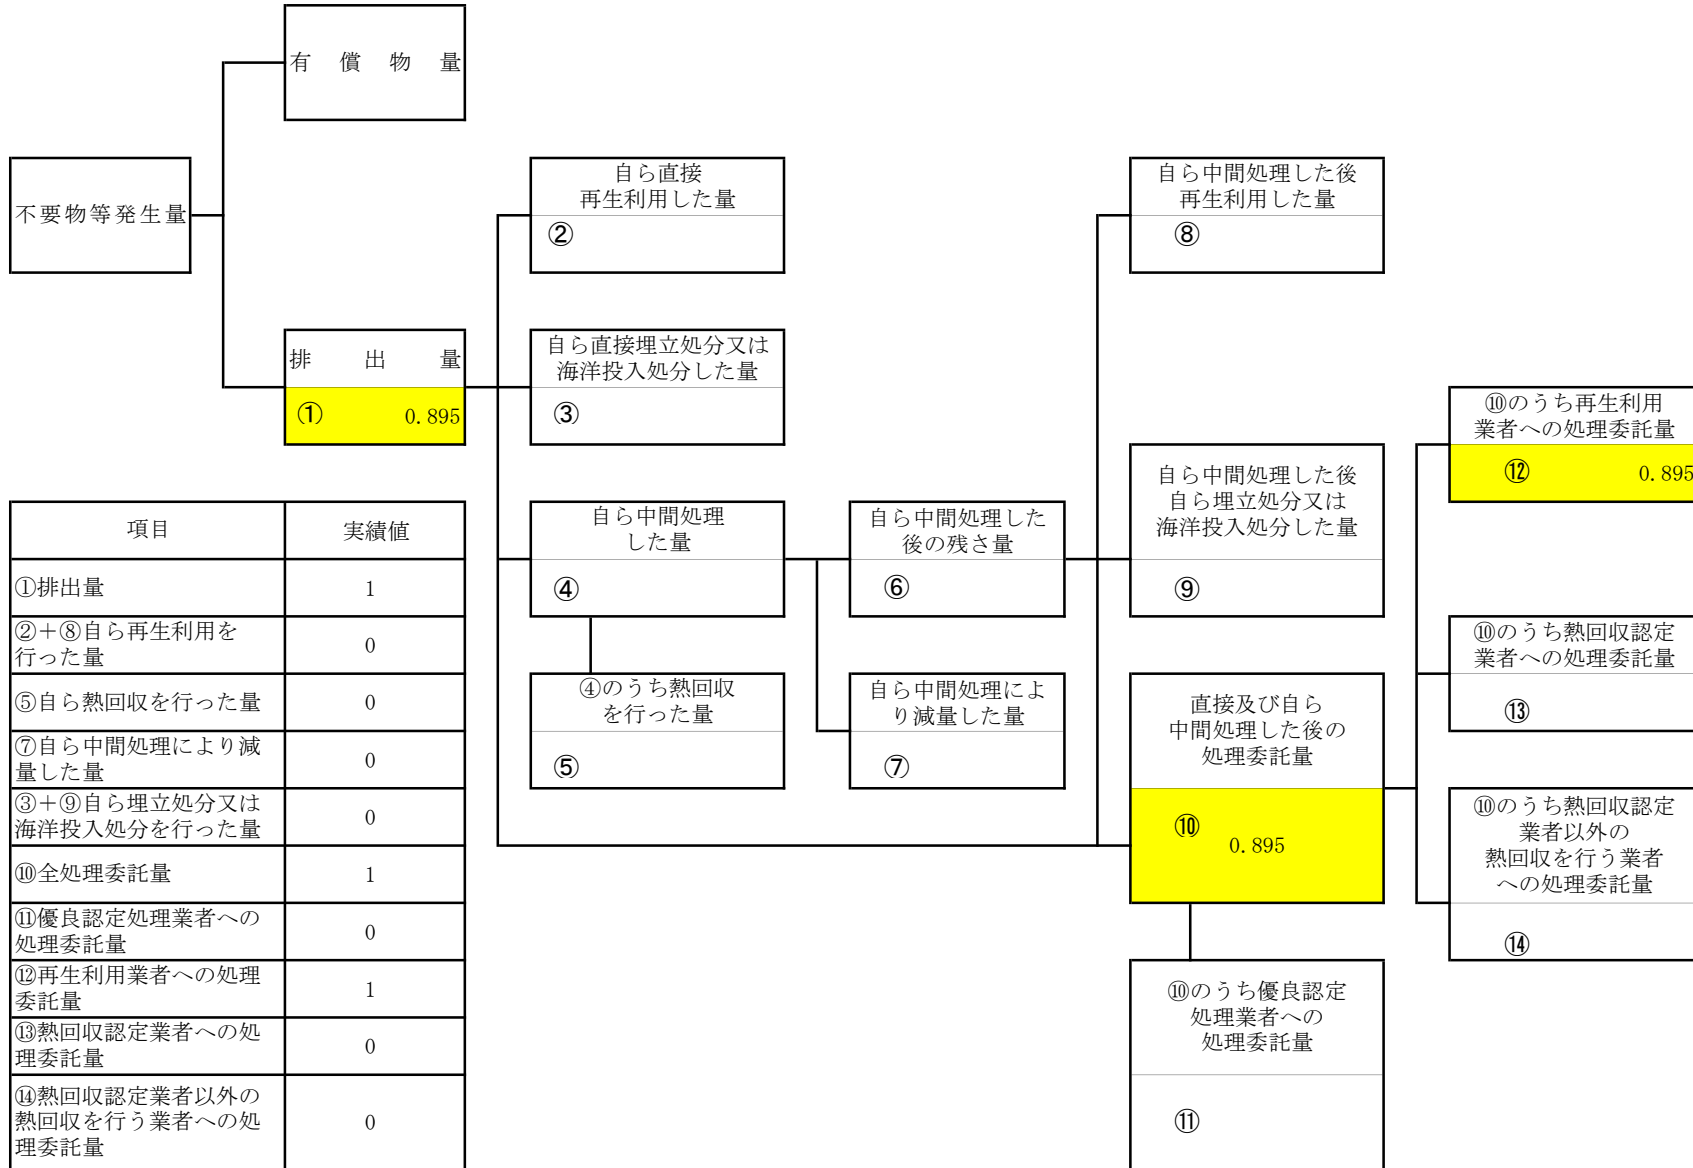 有償物量
不要物等発生量
排出量
① 0.895
自ら直接
再生利用した量
②
自ら直接埋立処分又は
海洋投入処分した量
③
自ら中間処理
した量
④
④のうち熱回収
を行った量
⑤
自ら中間処理した
後の残さ量
⑥
自ら中間処理によ
り減量した量
⑦
自ら中間処理した後
再生利用した量
⑧
自ら中間処理した後
自ら埋立処分又は
海洋投入処分した量
⑨
直接及び自ら
中間処理した後の
処理委託量
⑩
0.895
⑩のうち優良認定
処理業者への
処理委託量
⑪
⑩のうち再生利用
業者への処理委託量
⑫ 0.895
⑩のうち熱回収認定
業者への処理委託量
⑬
⑩のうち熱回収認定
業者以外の
熱回収を行う業者
への処理委託量
⑭
項目 実績値
①排出量 1
②＋⑧自ら再生利用を
行った量 0
⑤自ら熱回収を行った量 0
⑦自ら中間処理により減
量した量 0
③＋⑨自ら埋立処分又は
海洋投入処分を行った量 0
⑩全処理委託量 1
⑪優良認定処理業者への
処理委託量 0
⑫再生利用業者への処理
委託量 1
⑬熱回収認定業者への処
理委託量 0
⑭熱回収認定業者以外の
熱回収を行う業者への処
理委託量 0